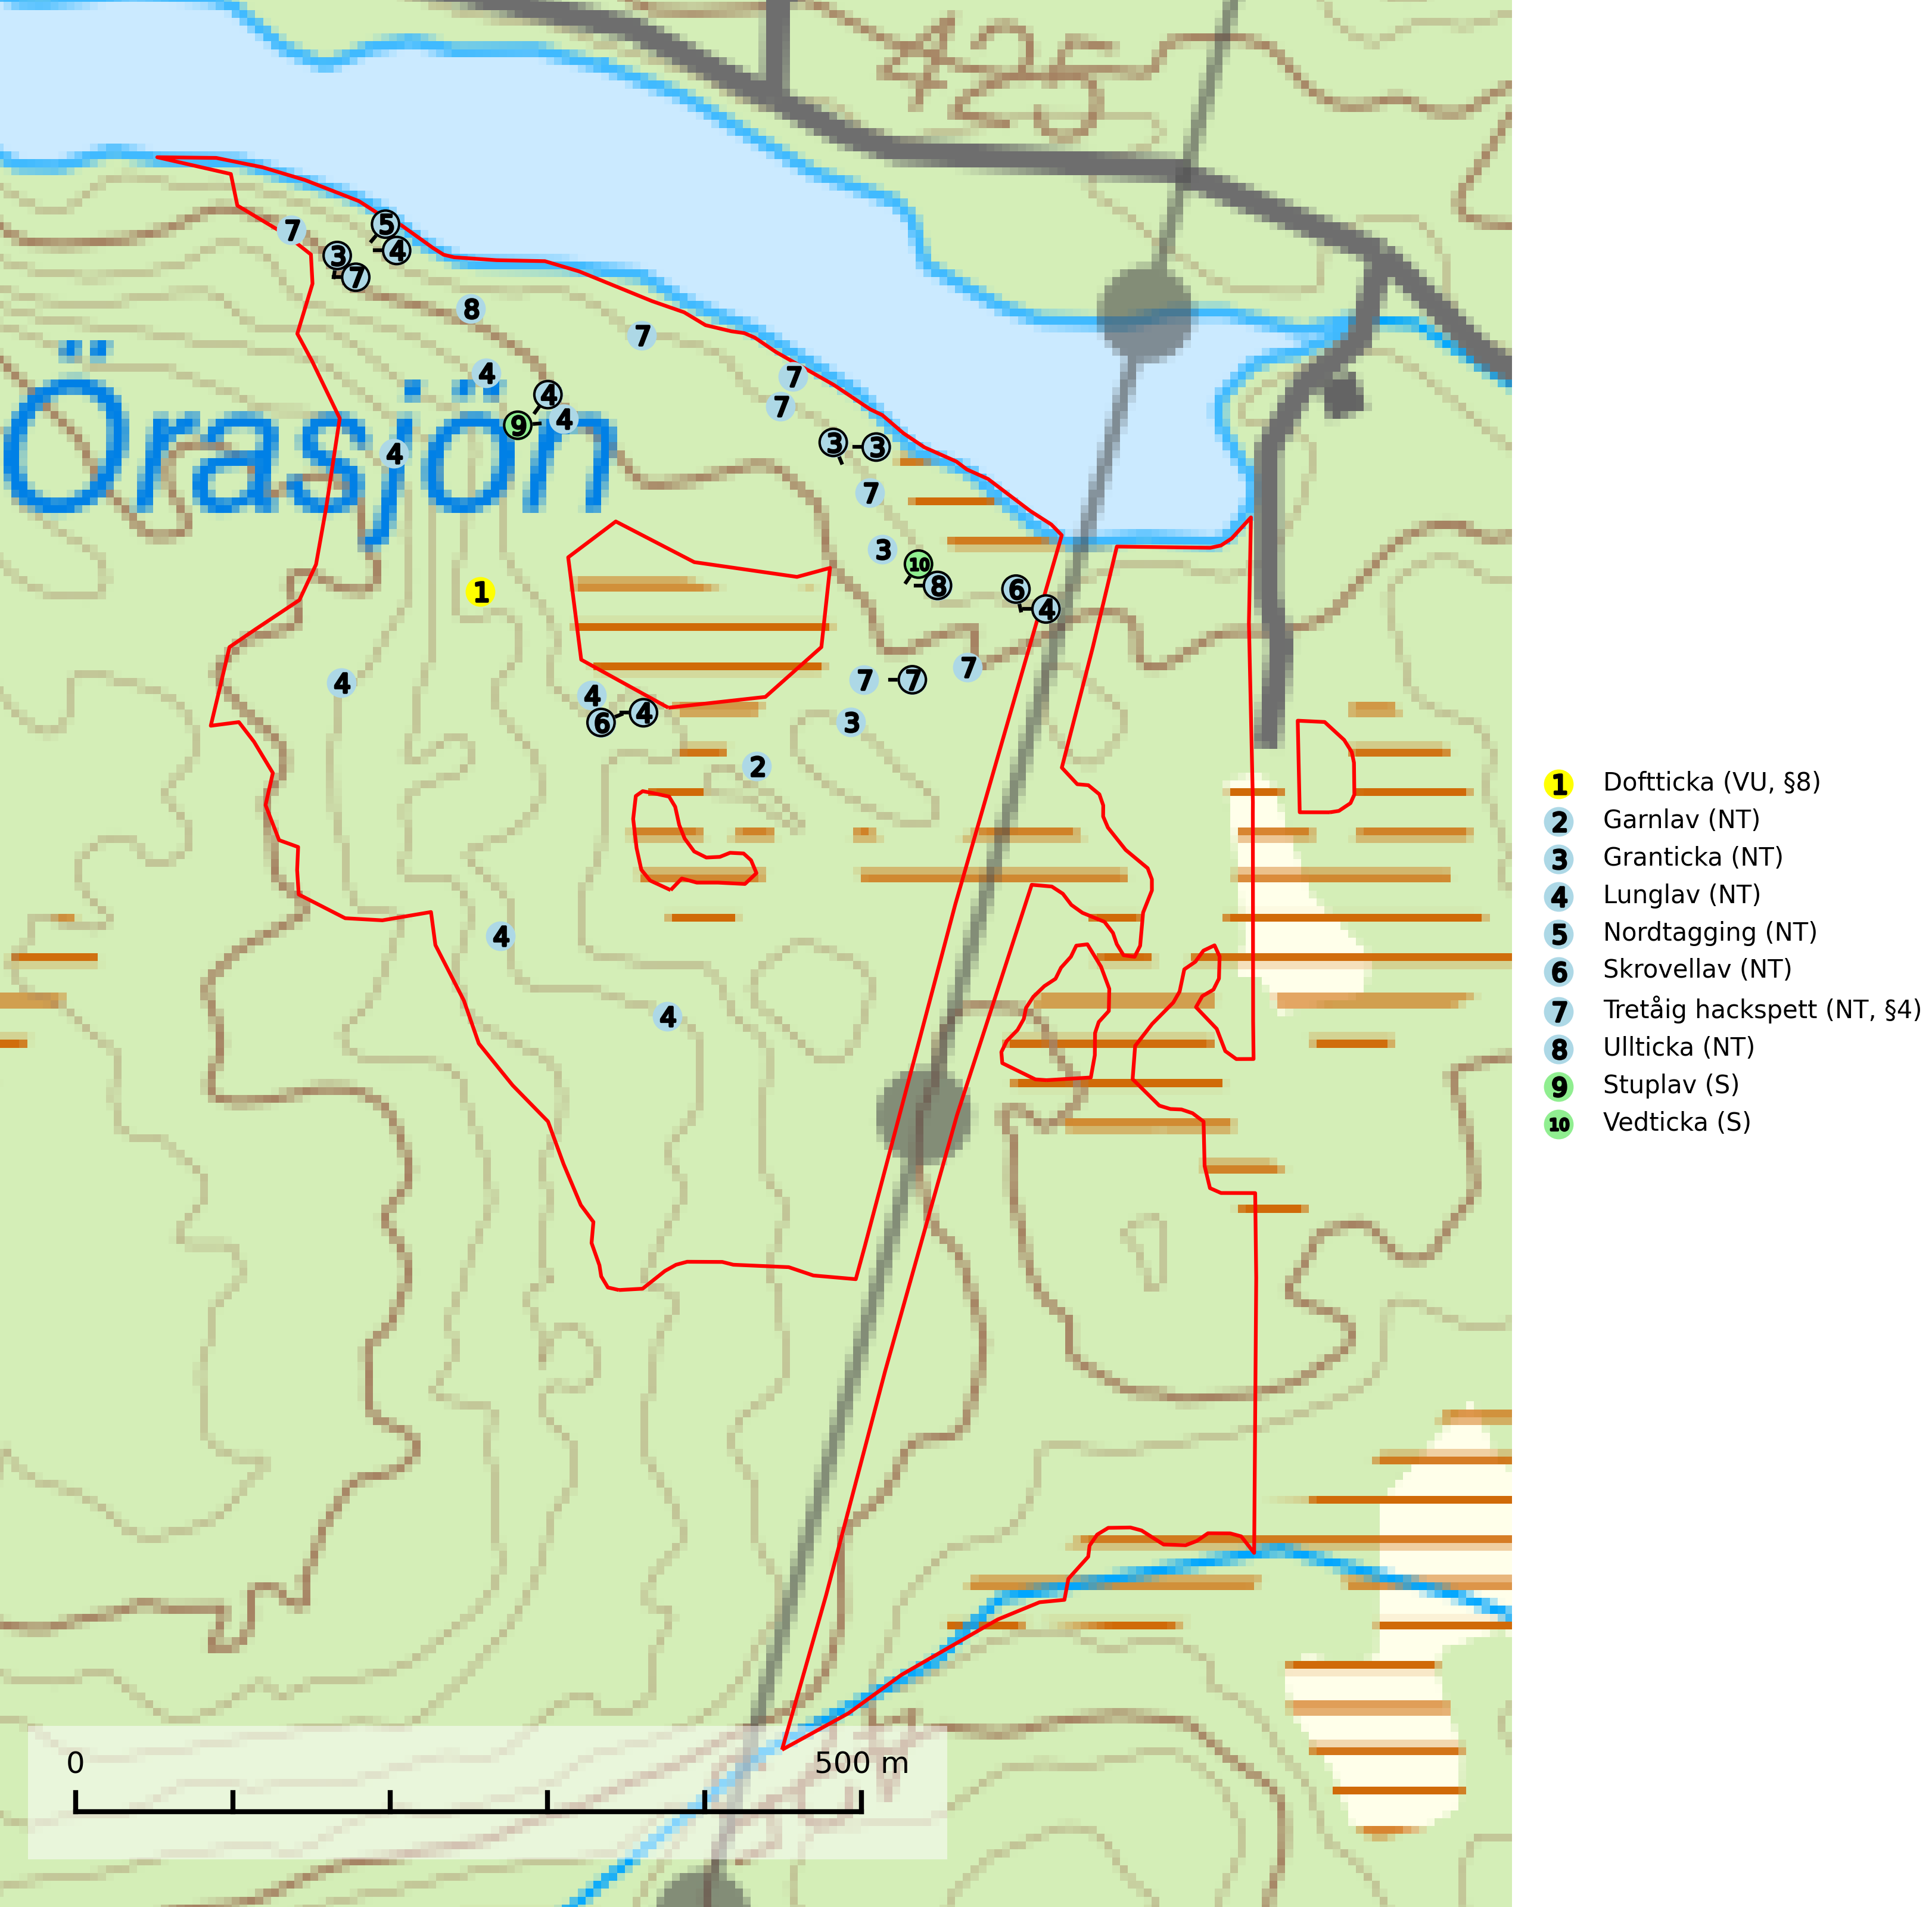 425
7
5
4
3
7
8
7
4
7
4
7
4
9
4
3
3
7
3
10
8
1
6
4
Örasjön
4
7
7
7
4
4
6
3
2
4
4
1 Doftticka (VU, §8)
2 Garnlav (NT)
3 Granticka (NT)
4 Lunglav (NT)
5 Nordtagging (NT)
6 Skrovellav (NT)
7 Tretåig hackspett (NT, §4)
8 Ullticka (NT)
9 Stuplav (S)
10 Vedticka (S)
0 500 m